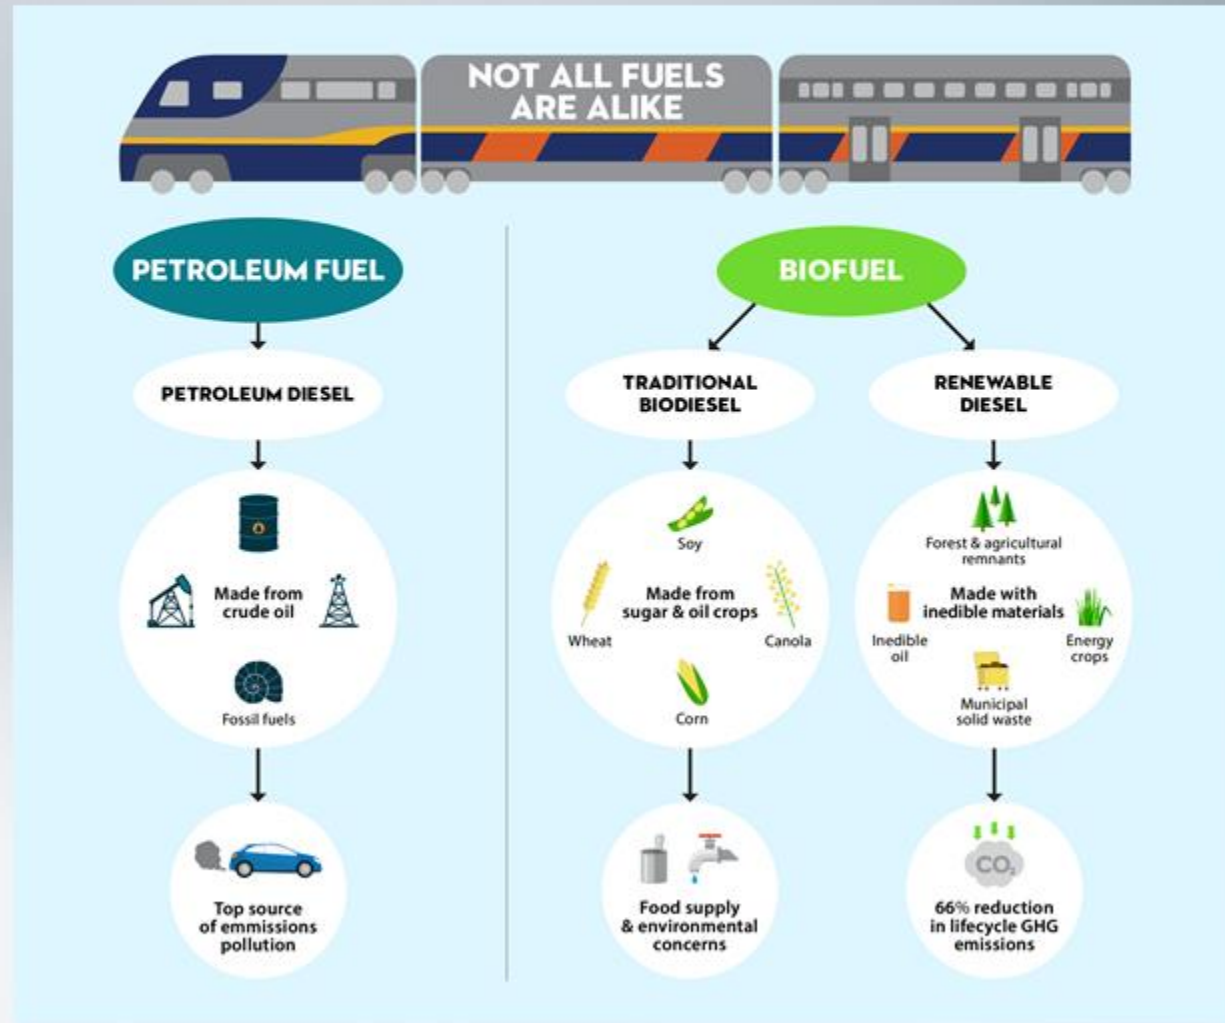 NOT ALL FUELS
ARE ALIKE
PETROLEUM FUEL
PETROLEUM DIESEL
Made from
crude oil
Fossil fuels
Top source
of emmissions
pollution
BIOFUEL
TRADITIONAL
BIODIESEL
Soy
Made from
sugar & oil crops
Wheat
Canola
Corn
Food supply
& environmental
concerns
RENEWABLE
DIESEL
Forest & agricultural
remnants
Made with
inedible materials
Inedible
oil
Energy
crops
Municipal
solid waste
CO₂
66% reduction
in lifecycle GHG
emissions